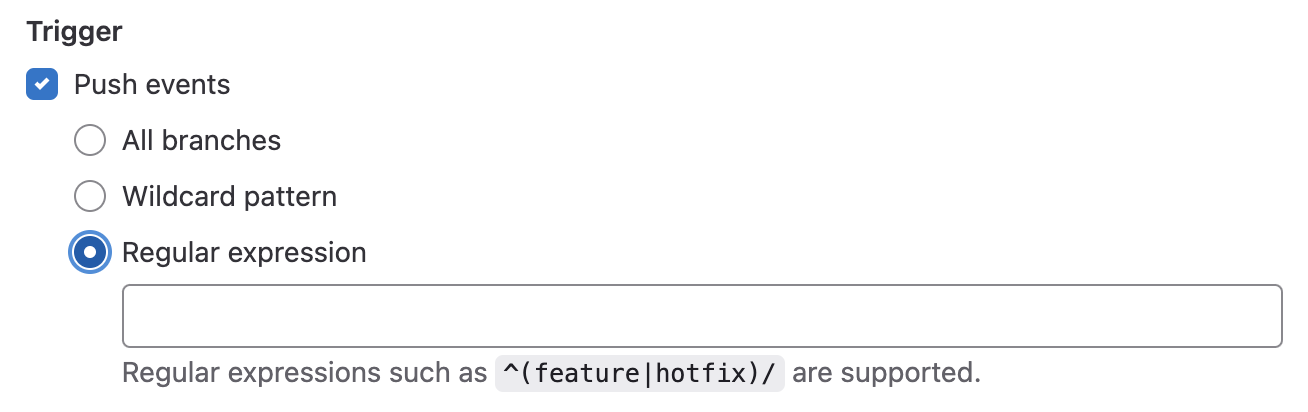 Trigger
Push events
All branches
Wildcard pattern
Regular expression
Regular expressions such as ^(feature|hotfix)/ are supported.